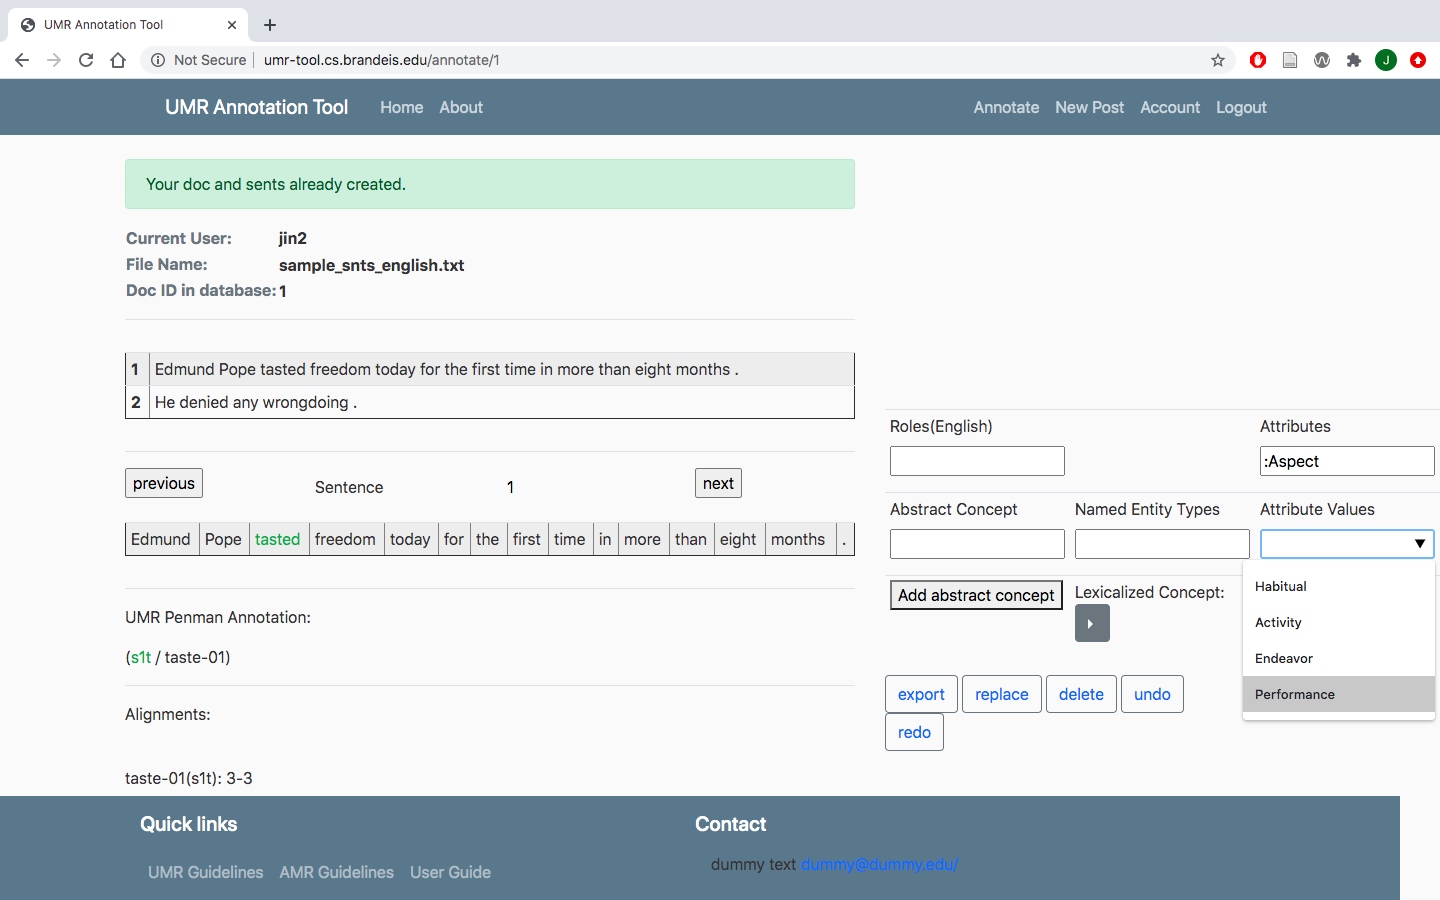 UMR Annotation Tool
Not Secure umr-tool.cs.brandeis.edu/annotate/1
J
UMR Annotation Tool Home About Annotate New Post Account Logout
Your doc and sents already created.
Current User: jin2
File Name: sample_snts_english.txt
Doc ID in database: 1
1 Edmund Pope tasted freedom today for the first time in more than eight months .
2 He denied any wrongdoing .
previous Sentence 1 next
Edmund Pope tasted freedom today for the first time in more than eight months .
UMR Penman Annotation:
(s1t / taste-01)
Alignments:
taste-01(s1t): 3-3
Roles(English) Attributes
:Aspect
Abstract Concept Named Entity Types Attribute Values
Add abstract concept Lexicalized Concept:
Habitual
Activity
Endeavor
Performance
export replace delete undo
redo
Quick links Contact
dummy text dummy@dummy.edu/
UMR Guidelines AMR Guidelines User Guide